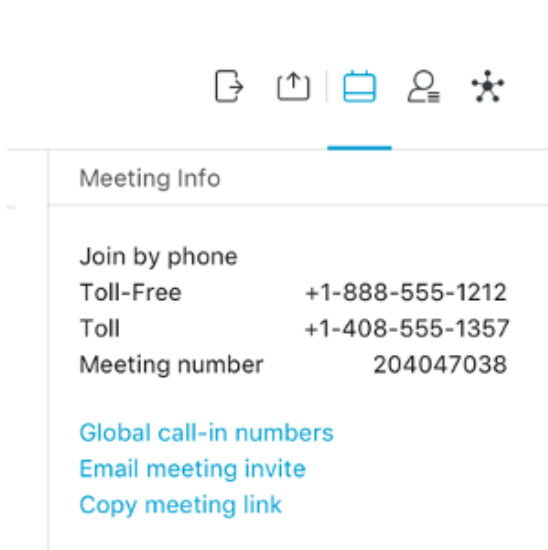 Meeting Info
Join by phone
Toll-Free +1-888-555-1212
Toll +1-408-555-1357
Meeting number 204047038
Global call-in numbers
Email meeting invite
Copy meeting link